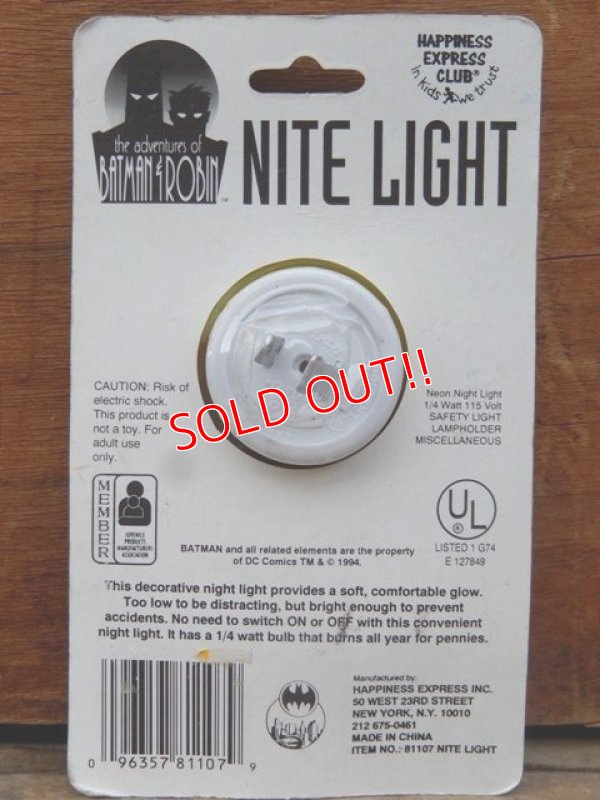 HAPPINESS
EXPRESS
CLUB®
in Kids we trust
the adventures of
BATMAN & ROBIN™
NITE LIGHT
SOLD OUT!!
CAUTION: Risk of
electric shock.
This product is
not a toy. For
adult use
only.
Neon Night Light
1/4 Watt 115 Volt
SAFETY LIGHT
LAMPHOLDER
MISCELLANEOUS
MEMBER
JUVENILE
PRODUCTS
MANUFACTURERS
ASSOCIATION
UL
®
LISTED 1 G74
E 127849
BATMAN and all related elements are the property
of DC Comics TM & © 1994.
This decorative night light provides a soft, comfortable glow.
Too low to be distracting, but bright enough to prevent
accidents. No need to switch ON or OFF with this convenient
night light. It has a 1/4 watt bulb that burns all year for pennies.
0 96357 81107 9
Manufactured by:
HAPPINESS EXPRESS INC.
50 WEST 23RD STREET
NEW YORK, N.Y. 10010
212 675-0461
MADE IN CHINA
ITEM NO.: 81107 NITE LIGHT